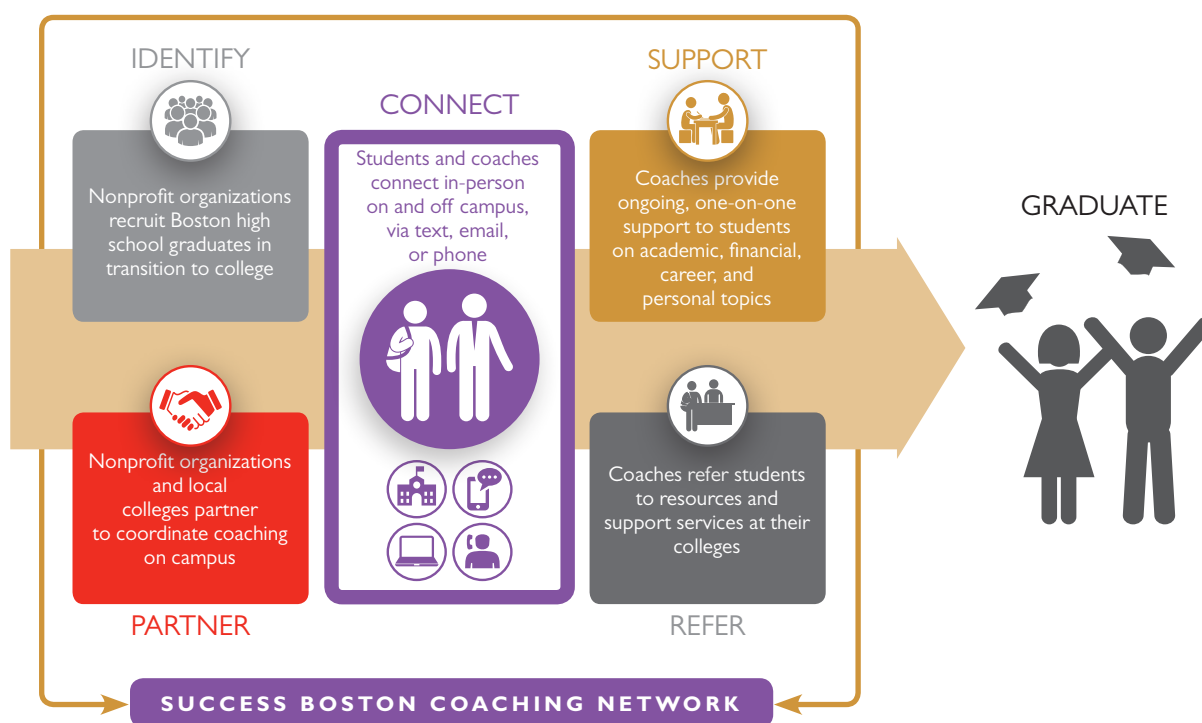 IDENTIFY
Nonprofit organizations
recruit Boston high
school graduates in
transition to college
Nonprofit organizations
and local
colleges partner
to coordinate coaching
on campus
PARTNER
CONNECT
Students and coaches
connect in-person
on and off campus,
via text, email,
or phone
SUPPORT
Coaches provide
ongoing, one-on-one
support to students
on academic, financial,
career, and
personal topics
Coaches refer students
to resources and
support services at their
colleges
REFER
GRADUATE
SUCCESS BOSTON COACHING NETWORK